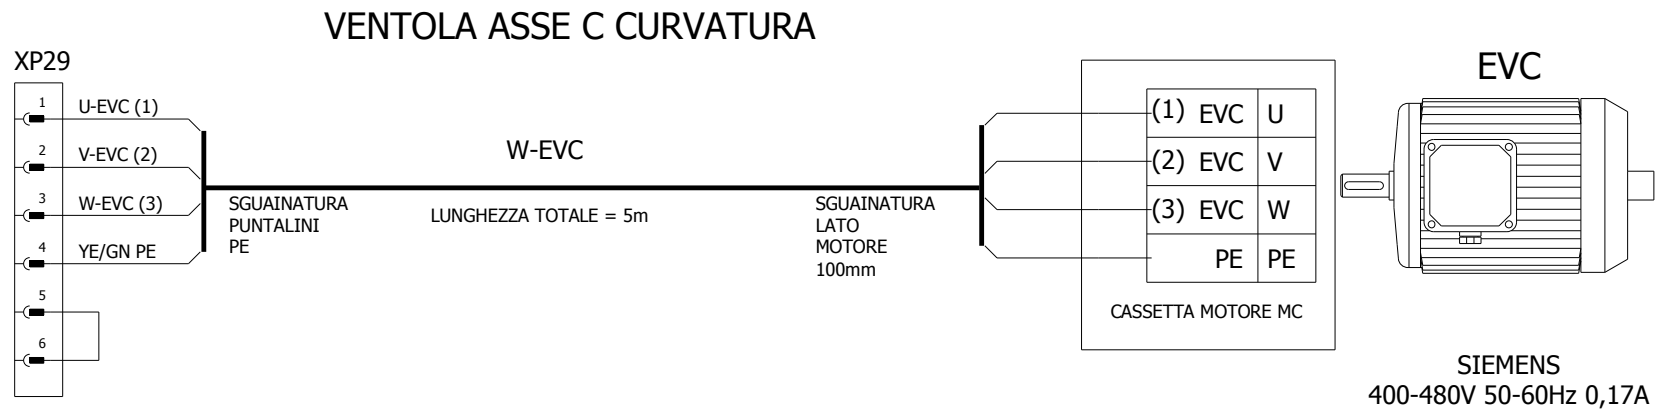 VENTOLA ASSE C CURVATURA
XP29
1
U-EVC (1)
2
V-EVC (2)
3
W-EVC (3)
4
YE/GN PE
5
6
SGUAINATURA
PUNTALINI
PE
W-EVC
LUNGHEZZA TOTALE = 5m
SGUAINATURA
LATO
MOTORE
100mm
(1) EVC U
(2) EVC V
(3) EVC W
PE PE
CASSETTA MOTORE MC
EVC
SIEMENS
400-480V 50-60Hz 0,17A